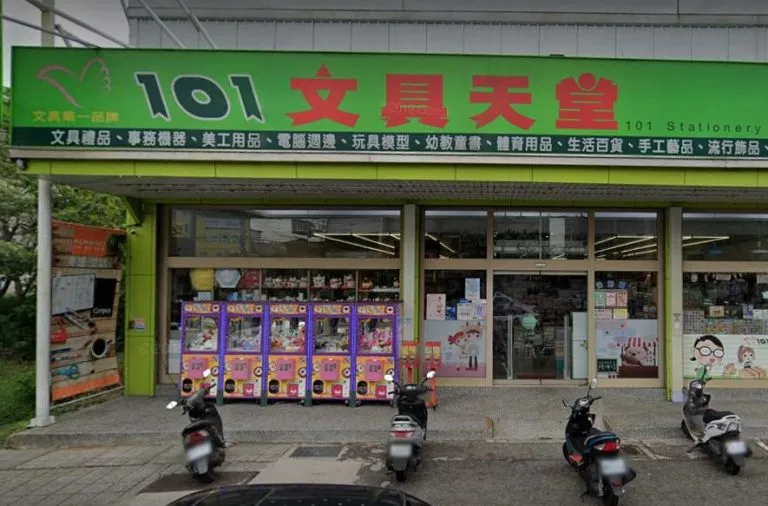 101 文具天堂
文具第一品牌
101 Stationery
文具禮品、事務機器、美工用品、電腦週邊、玩具模型、幼教童書、體育用品、生活百貨、手工藝品、流行飾品、
101